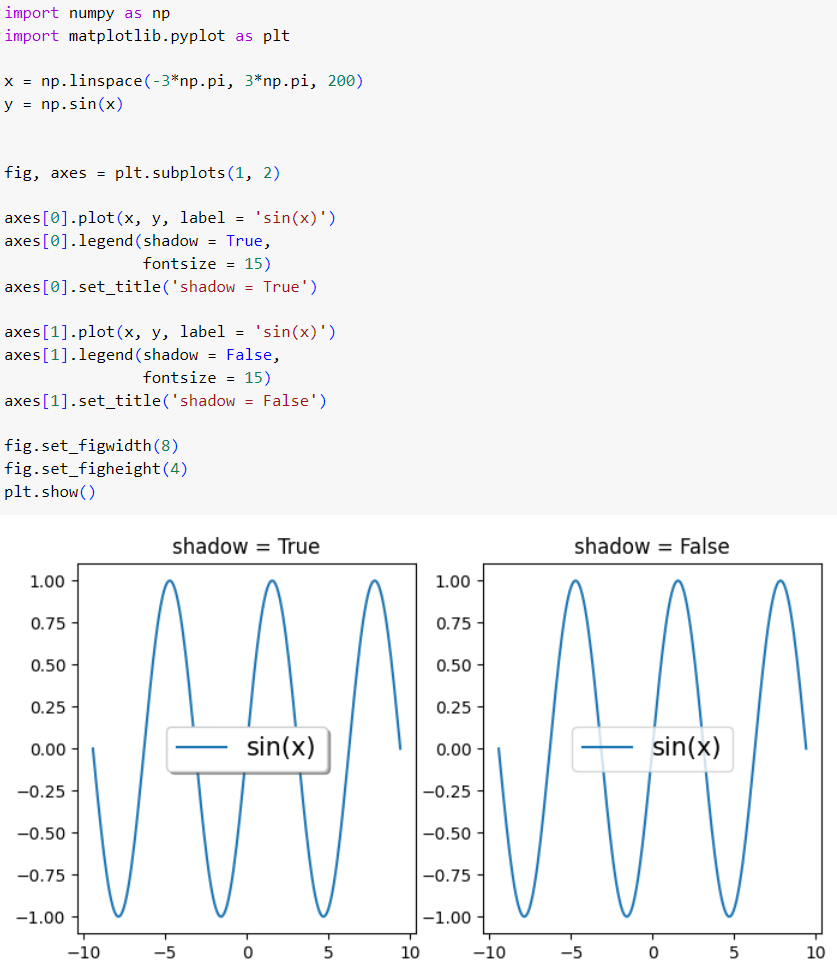 import numpy as np
import matplotlib.pyplot as plt
x = np.linspace(-3*np.pi, 3*np.pi, 200)
y = np.sin(x)
fig, axes = plt.subplots(1, 2)
axes[0].plot(x, y, label = 'sin(x)')
axes[0].legend(shadow = True,
fontsize = 15)
axes[0].set_title('shadow = True')
axes[1].plot(x, y, label = 'sin(x)')
axes[1].legend(shadow = False,
fontsize = 15)
axes[1].set_title('shadow = False')
fig.set_figwidth(8)
fig.set_figheight(4)
plt.show()
shadow = True
1.00
0.75
0.50
0.25
0.00
−0.25
−0.50
−0.75
−1.00
sin(x)
−10 −5 0 5 10
shadow = False
1.00
0.75
0.50
0.25
0.00
−0.25
−0.50
−0.75
−1.00
sin(x)
−10 −5 0 5 10